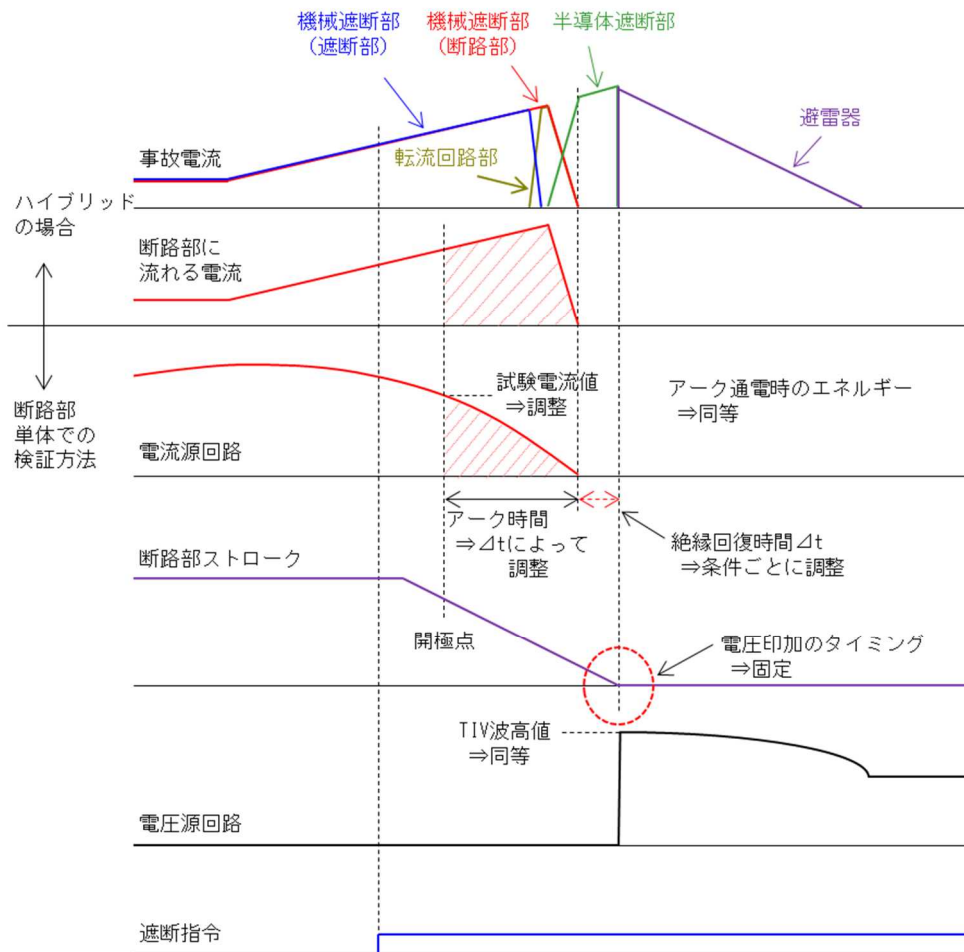 機械遮断部
(遮断部)
機械遮断部
(断路部)
半導体遮断部
避雷器
事故電流
転流回路部
ハイブリッド
の場合
断路部に
流れる電流
試験電流値
⇒調整
アーク通電時のエネルギー
⇒同等
断路部
単体での
検証方法
電流源回路
アーク時間
⇒⊿tによって
調整
絶縁回復時間⊿t
⇒条件ごとに調整
断路部ストローク
開極点
電圧印加のタイミング
⇒固定
TIV波高値
⇒同等
電圧源回路
遮断指令